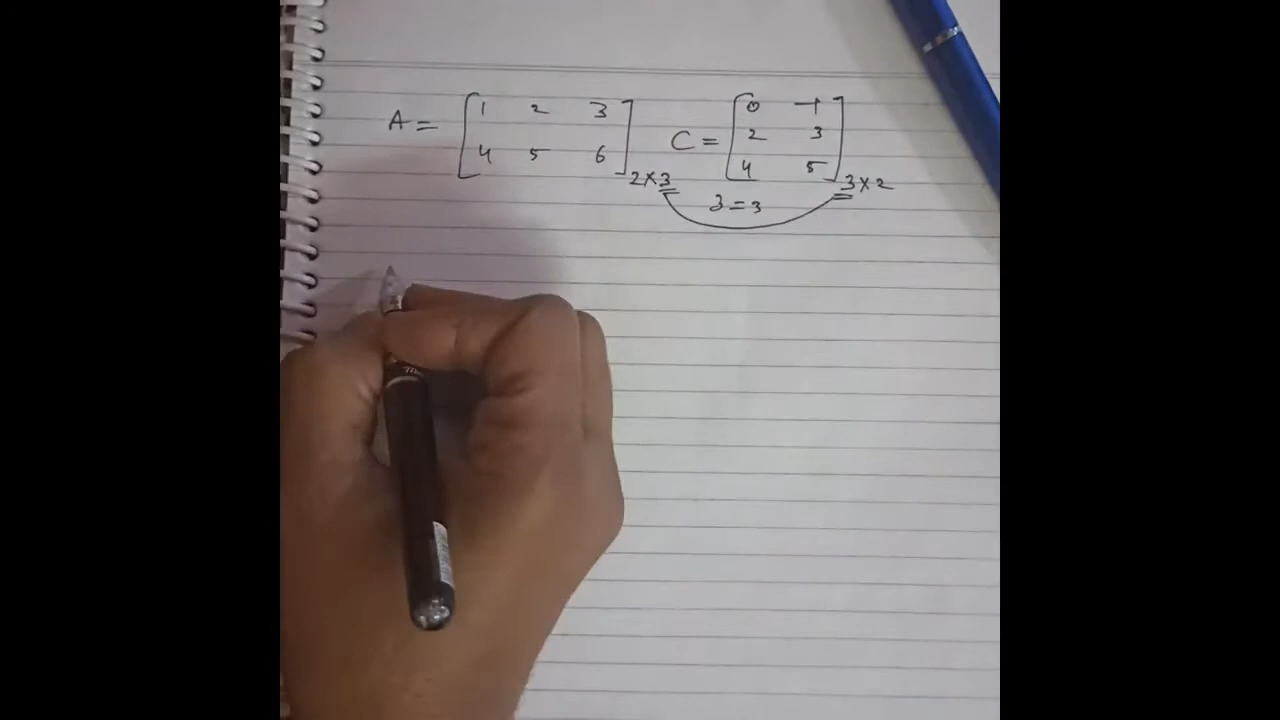 A = [1 2 3
4 5 6] 2×3
C = [0 -1
2 3
4 5] 3×2
3=3